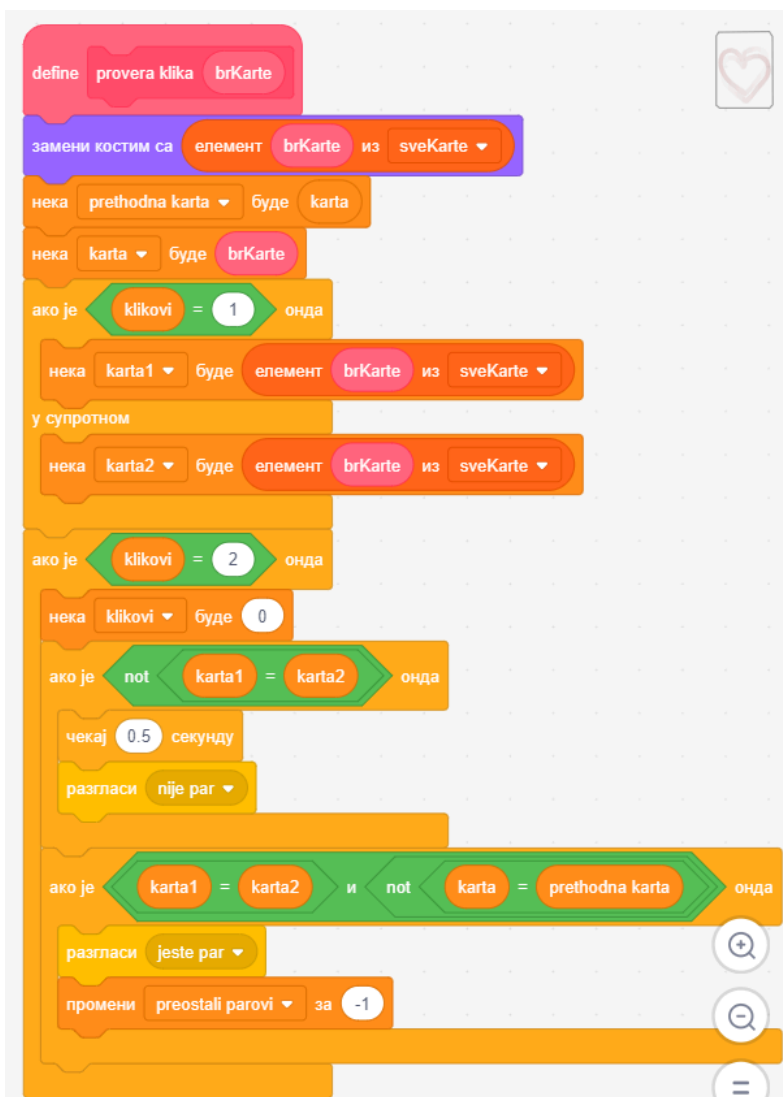 define provera klika brKarte
замени костим са елемент brKarte из sveKarte
нека prethodna karta буде karta
нека karta буде brKarte
ако је klikovi = 1 онда
нека karta1 буде елемент brKarte из sveKarte
у супротном
нека karta2 буде елемент brKarte из sveKarte
ако је klikovi = 2 онда
нека klikovi буде 0
ако је not karta1 = karta2 онда
чекај 0.5 секунду
разгласи nije par
ако је karta1 = karta2 и not karta = prethodna karta онда
разгласи jeste par
промени preostali parovi за -1